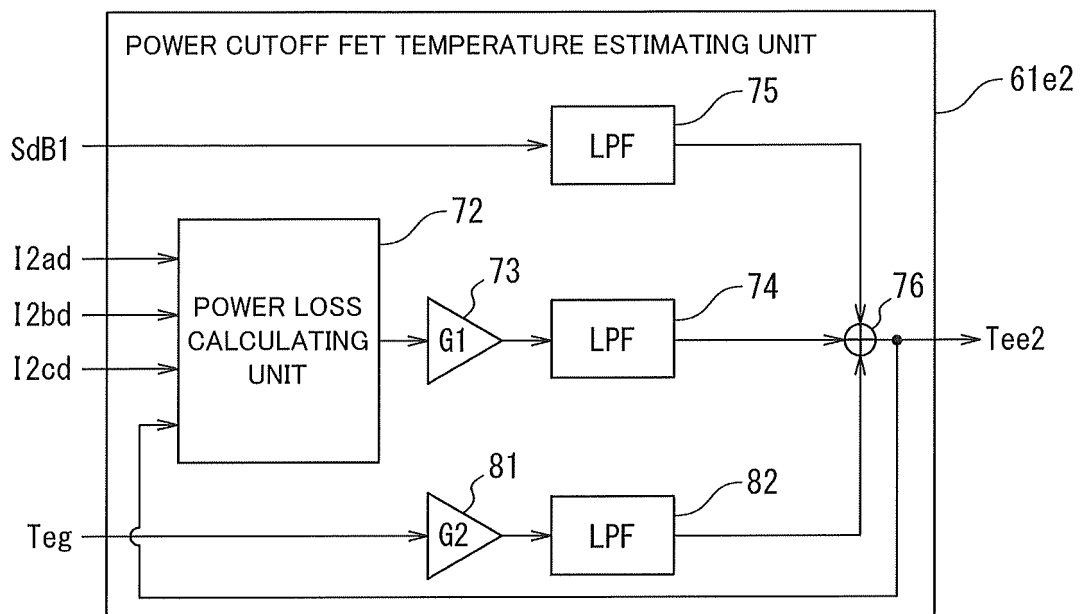 POWER CUTOFF FET TEMPERATURE ESTIMATING UNIT
61e2
75
SdB1
LPF
72
I2ad
73
74
76
I2bd
POWER LOSS
CALCULATING
UNIT
G1
LPF
Tee2
I2cd
81
82
Teg
G2
LPF